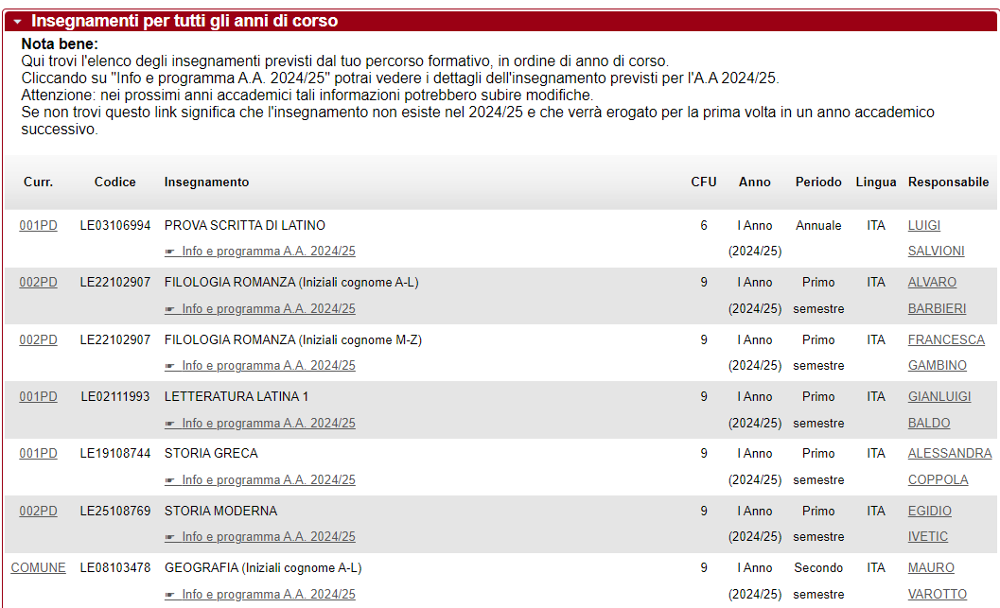 Insegnamenti per tutti gli anni di corso
Nota bene:
Qui trovi l'elenco degli insegnamenti previsti dal tuo percorso formativo, in ordine di anno di corso.
Cliccando su "Info e programma A.A. 2024/25" potrai vedere i dettagli dell'insegnamento previsti per l'A.A 2024/25.
Attenzione: nei prossimi anni accademici tali informazioni potrebbero subire modifiche.
Se non trovi questo link significa che l'insegnamento non esiste nel 2024/25 e che verrà erogato per la prima volta in un anno accademico
successivo.
Curr. Codice Insegnamento CFU Anno Periodo Lingua Responsabile
001PD LE03106994 PROVA SCRITTA DI LATINO 6 I Anno Annuale ITA LUIGI
Info e programma A.A. 2024/25 (2024/25) SALVIONI
002PD LE22102907 FILOLOGIA ROMANZA (Iniziali cognome A-L) 9 I Anno Primo ITA ALVARO
Info e programma A.A. 2024/25 (2024/25) semestre BARBIERI
002PD LE22102907 FILOLOGIA ROMANZA (Iniziali cognome M-Z) 9 I Anno Primo ITA FRANCESCA
Info e programma A.A. 2024/25 (2024/25) semestre GAMBINO
001PD LE02111993 LETTERATURA LATINA 1 9 I Anno Primo ITA GIANLUIGI
Info e programma A.A. 2024/25 (2024/25) semestre BALDO
001PD LE19108744 STORIA GRECA 9 I Anno Primo ITA ALESSANDRA
Info e programma A.A. 2024/25 (2024/25) semestre COPPOLA
002PD LE25108769 STORIA MODERNA 9 I Anno Primo ITA EGIDIO
Info e programma A.A. 2024/25 (2024/25) semestre IVETIC
COMUNE LE08103478 GEOGRAFIA (Iniziali cognome A-L) 9 I Anno Secondo ITA MAURO
Info e programma A.A. 2024/25 (2024/25) semestre VAROTTO